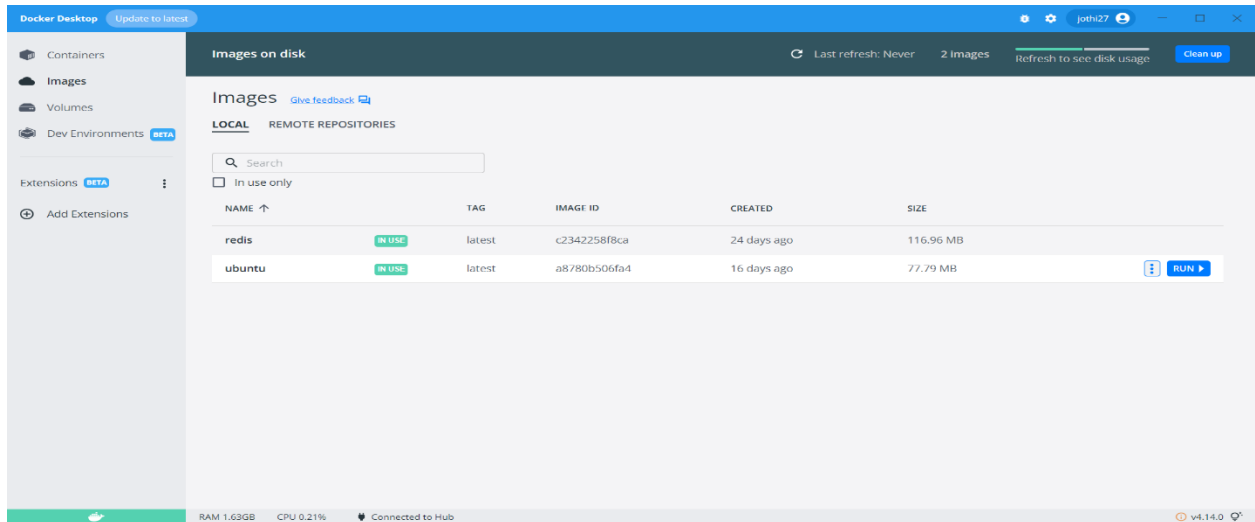 Docker Desktop Update to latest jothi27
Containers
Images
Volumes
Dev Environments BETA
Extensions BETA
Add Extensions
Images on disk Last refresh: Never 2 Images Refresh to see disk usage Clean up
Images Give feedback
LOCAL REMOTE REPOSITORIES
Search
In use only
NAME TAG IMAGE ID CREATED SIZE
redis IN USE latest c2342258f8ca 24 days ago 116.96 MB
ubuntu IN USE latest a8780b506fa4 16 days ago 77.79 MB RUN
RAM 1.63GB CPU 0.21% Connected to Hub v4.14.0